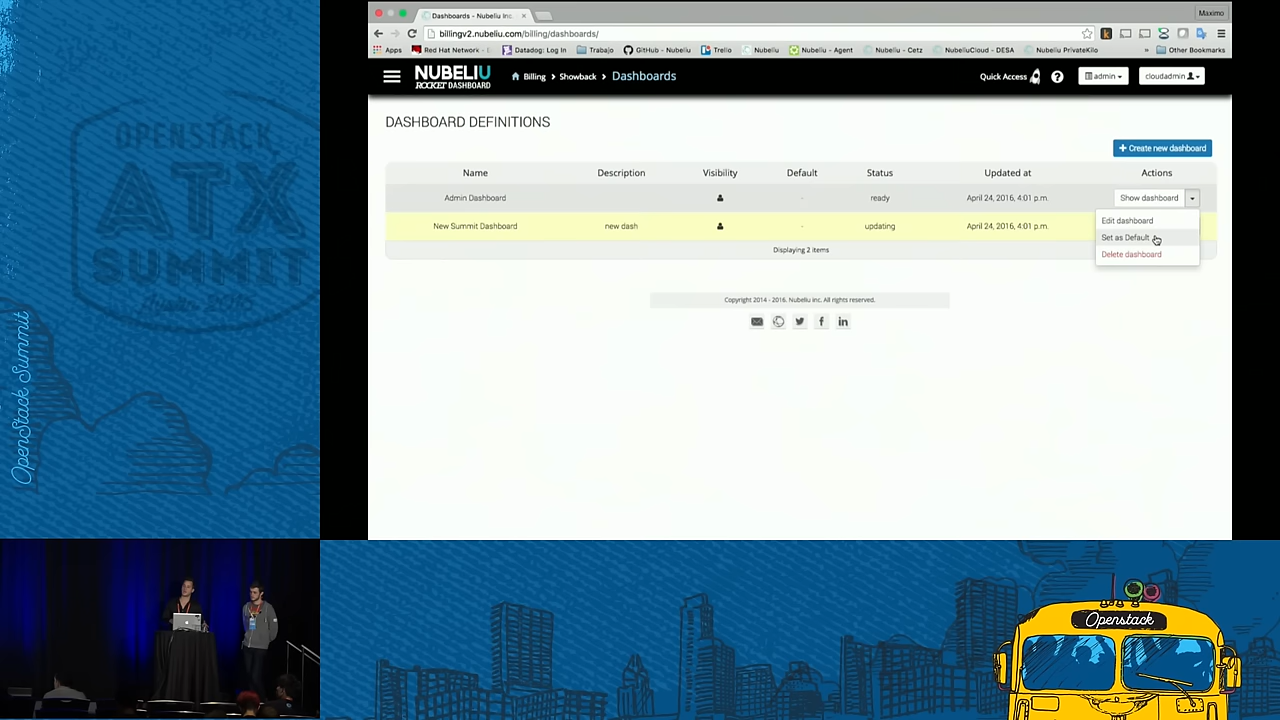 OPENSTACK
ATX
SUMMIT
Austin, 2016
OpenStack Summit
Dashboards - Nubeliu Inc.
Maximo
billingv2.nubeliu.com/billing/dashboards/
Apps
Red Hat Network -
Datadog: Log In
Trabajo
GitHub - Nubeliu
Trello
Nubeliu
Nubeliu - Agent
Nubeliu - Cetz
NubeliuCloud - DESA
Nubeliu PrivateKilo
» Other Bookmarks
NUBELIU
ROCKET DASHBOARD
Billing > Showback > Dashboards
Quick Access
?
admin
cloudadmin
DASHBOARD DEFINITIONS
+ Create new dashboard
Name Description Visibility Default Status Updated at Actions
Admin Dashboard - ready April 24, 2016, 4:01 p.m. Show dashboard
New Summit Dashboard new dash - updating April 24, 2016, 4:01 p.m.
Edit dashboard
Set as Default
Delete dashboard
Displaying 2 items
Copyright 2014 - 2016. Nubeliu inc. All rights reserved.
Openstack